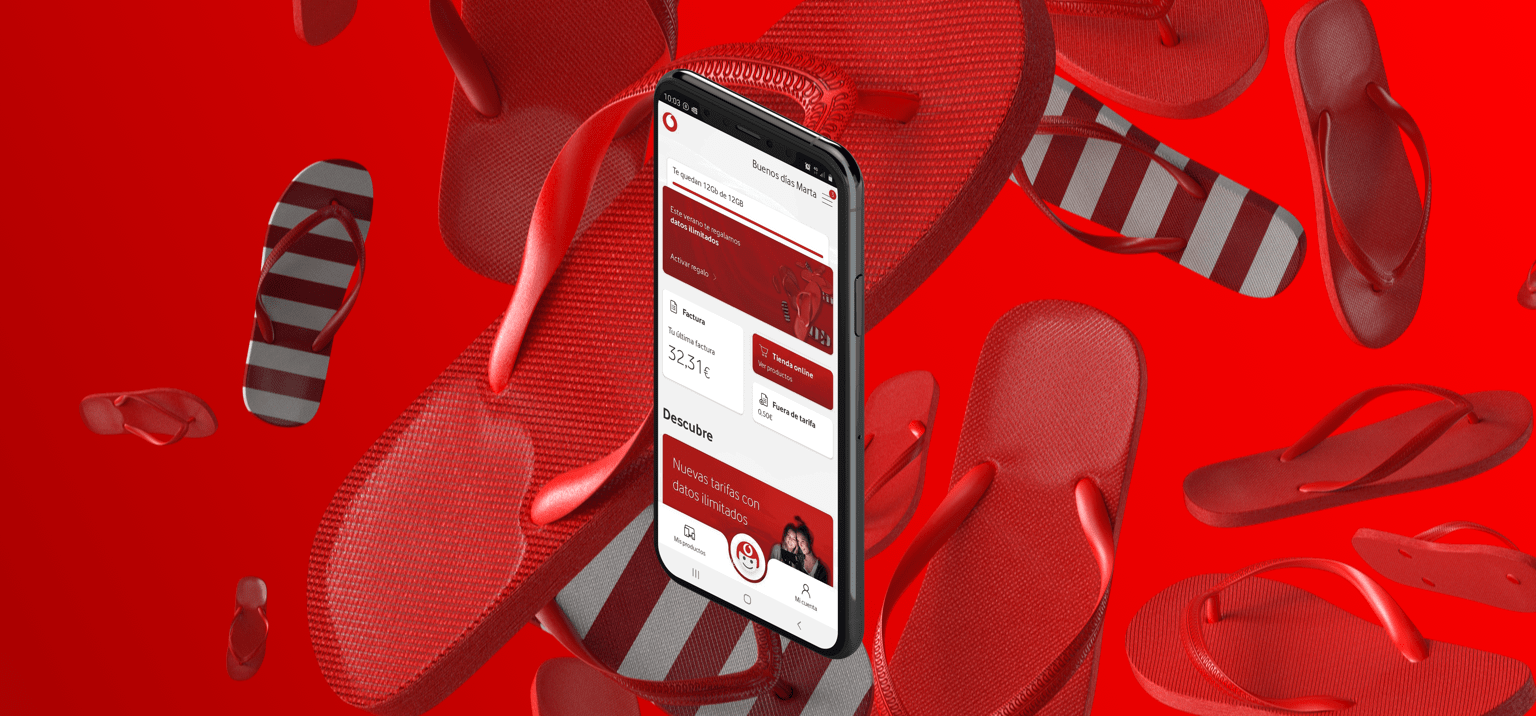 10:03
Buenos días Marta
Te quedan 12Gb de 12GB
Este verano te regalamos
datos ilimitados
Activar regalo
Factura
Tu última factura
32,31€
Tienda online
Ver productos
Fuera de tarifa
0,50€
Descubre
Nuevas tarifas con
datos ilimitados
Mis productos
Mi cuenta